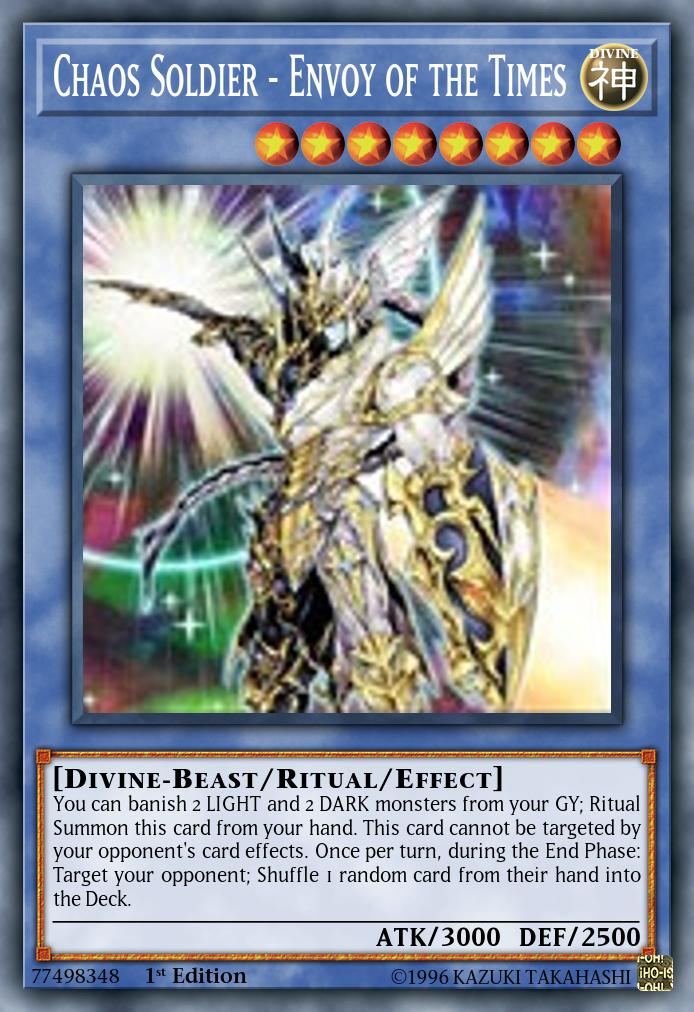 Chaos Soldier - Envoy of the Times
DIVINE
神
[Divine-Beast/Ritual/Effect]
You can banish 2 LIGHT and 2 DARK monsters from your GY; Ritual
Summon this card from your hand. This card cannot be targeted by
your opponent's card effects. Once per turn, during the End Phase:
Target your opponent; Shuffle 1 random card from their hand into
the Deck.
ATK/3000 DEF/2500
77498348 1st Edition ©1996 KAZUKI TAKAHASHI